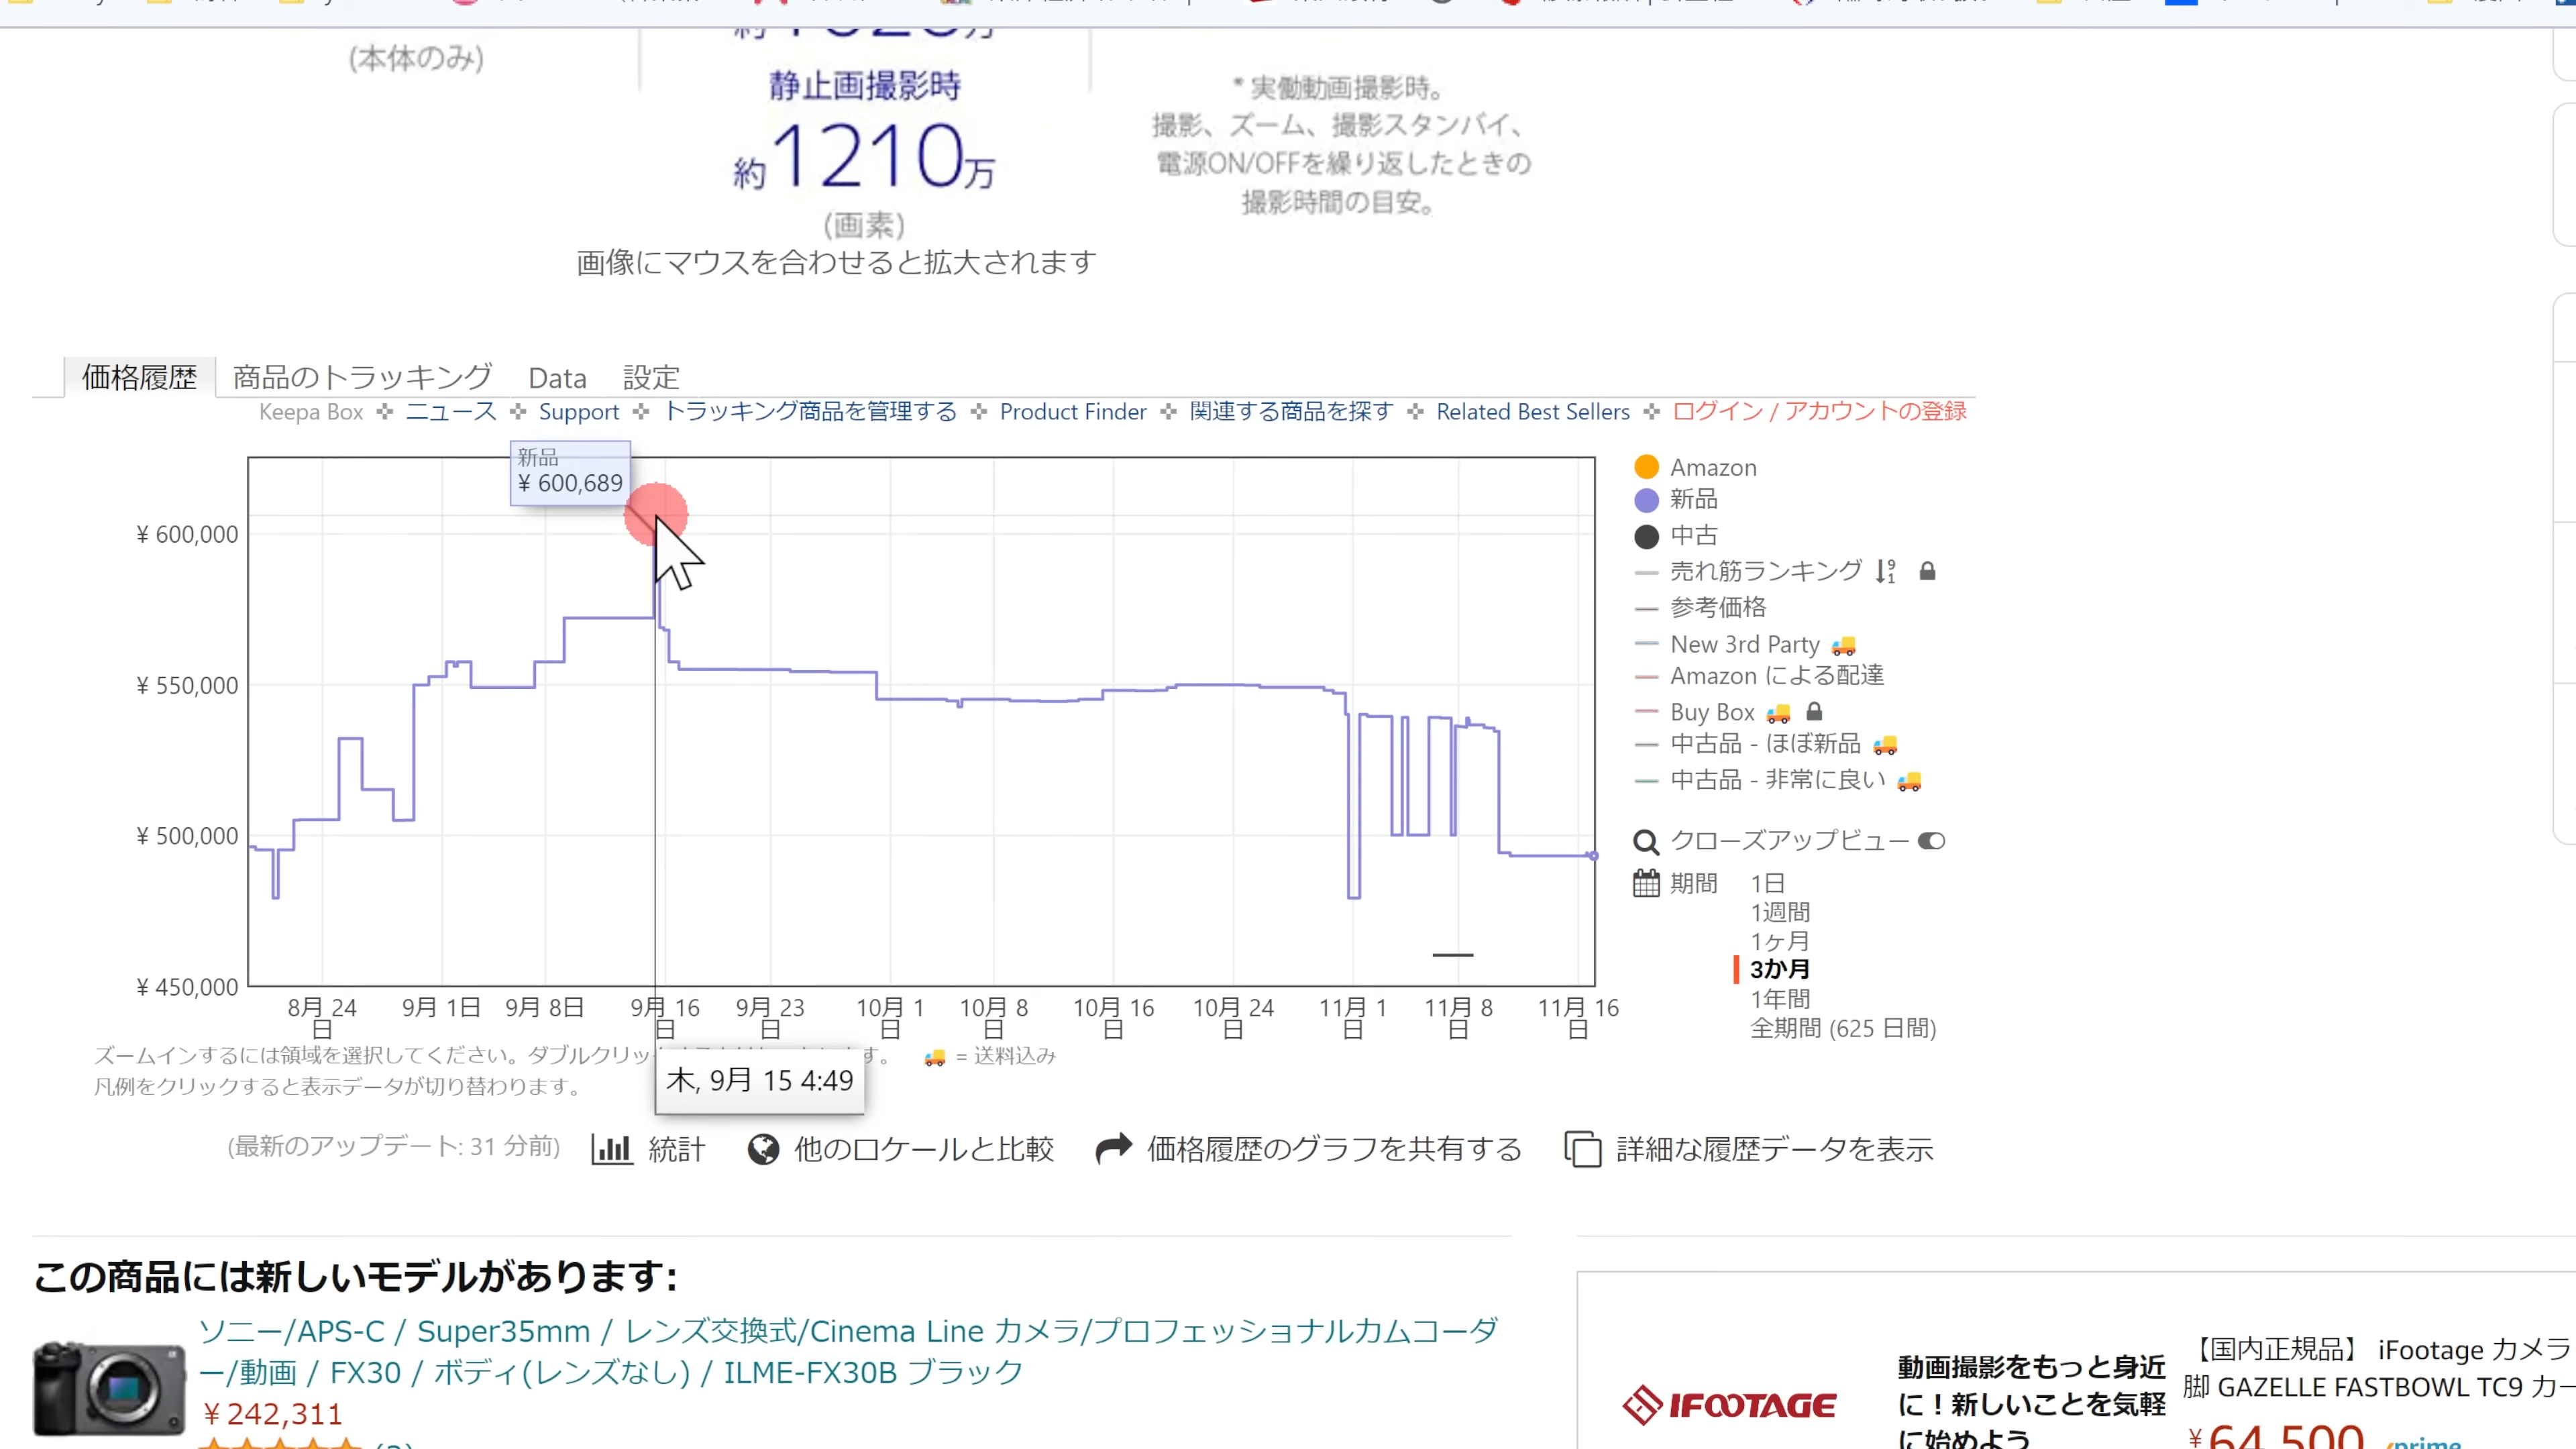 (本体のみ)
静止画撮影時
約1210万
(画素)
* 実働動画撮影時。
撮影、ズーム、撮影スタンバイ、
電源ON/OFFを繰り返したときの
撮影時間の目安。
画像にマウスを合わせると拡大されます
価格履歴 商品のトラッキング Data 設定
Keepa Box ニュース Support トラッキング商品を管理する Product Finder 関連する商品を探す Related Best Sellers ログイン / アカウントの登録
新品
¥ 600,689
¥ 600,000
¥ 550,000
¥ 500,000
¥ 450,000
8月 24日 9月 1日 9月 8日 9月 16日 9月 23日 10月 1日 10月 8日 10月 16日 10月 24日 11月 1日 11月 8日 11月 16日
Amazon
新品
中古
売れ筋ランキング
参考価格
New 3rd Party
Amazon による配達
Buy Box
中古品 - ほぼ新品
中古品 - 非常に良い
クローズアップビュー
期間 1日
1週間
1ヶ月
3か月
1年間
全期間 (625 日間)
ズームインするには領域を選択してください。ダブルクリッ す。 = 送料込み
凡例をクリックすると表示データが切り替わります。
木, 9月 15 4:49
(最新のアップデート: 31 分前) 統計 他のロケールと比較 価格履歴のグラフを共有する 詳細な履歴データを表示
この商品には新しいモデルがあります:
ソニー/APS-C / Super35mm / レンズ交換式/Cinema Line カメラ/プロフェッショナルカムコーダ
ー/動画 / FX30 / ボディ(レンズなし) / ILME-FX30B ブラック
¥242,311
IFOOTAGE
動画撮影をもっと身近
に！新しいことを気軽
に始めよう
【国内正規品】 iFootage カメラ
脚 GAZELLE FASTBOWL TC9 カー
¥64,500 prime